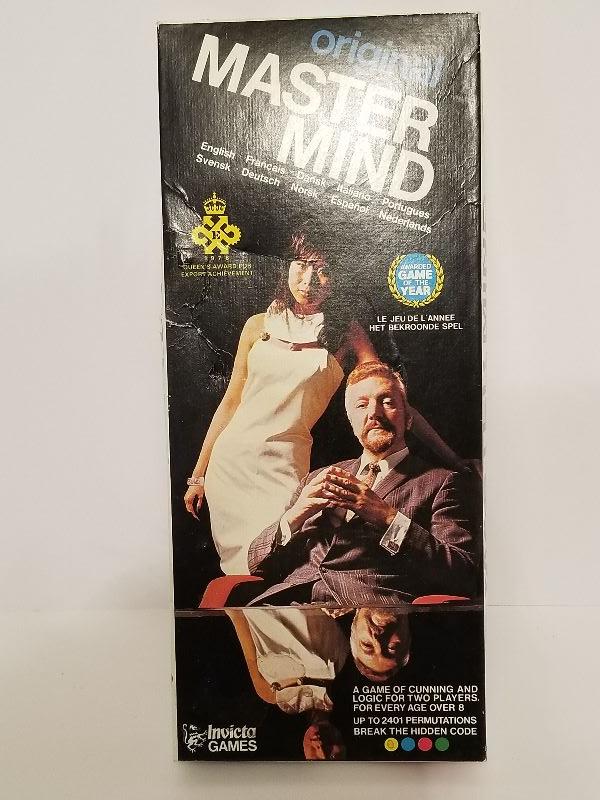 original
MASTER
MIND
English Français Dansk Italiano Portugues
Svensk Deutsch Norsk Español Nederlands
E
1978
QUEEN'S AWARD FOR
EXPORT ACHIEVEMENT
AWARDED
GAME
OF THE
YEAR
LE JEU DE L'ANNEE
HET BEKROONDE SPEL
A GAME OF CUNNING AND
LOGIC FOR TWO PLAYERS.
FOR EVERY AGE OVER 8
UP TO 2401 PERMUTATIONS
BREAK THE HIDDEN CODE
Invicta
GAMES